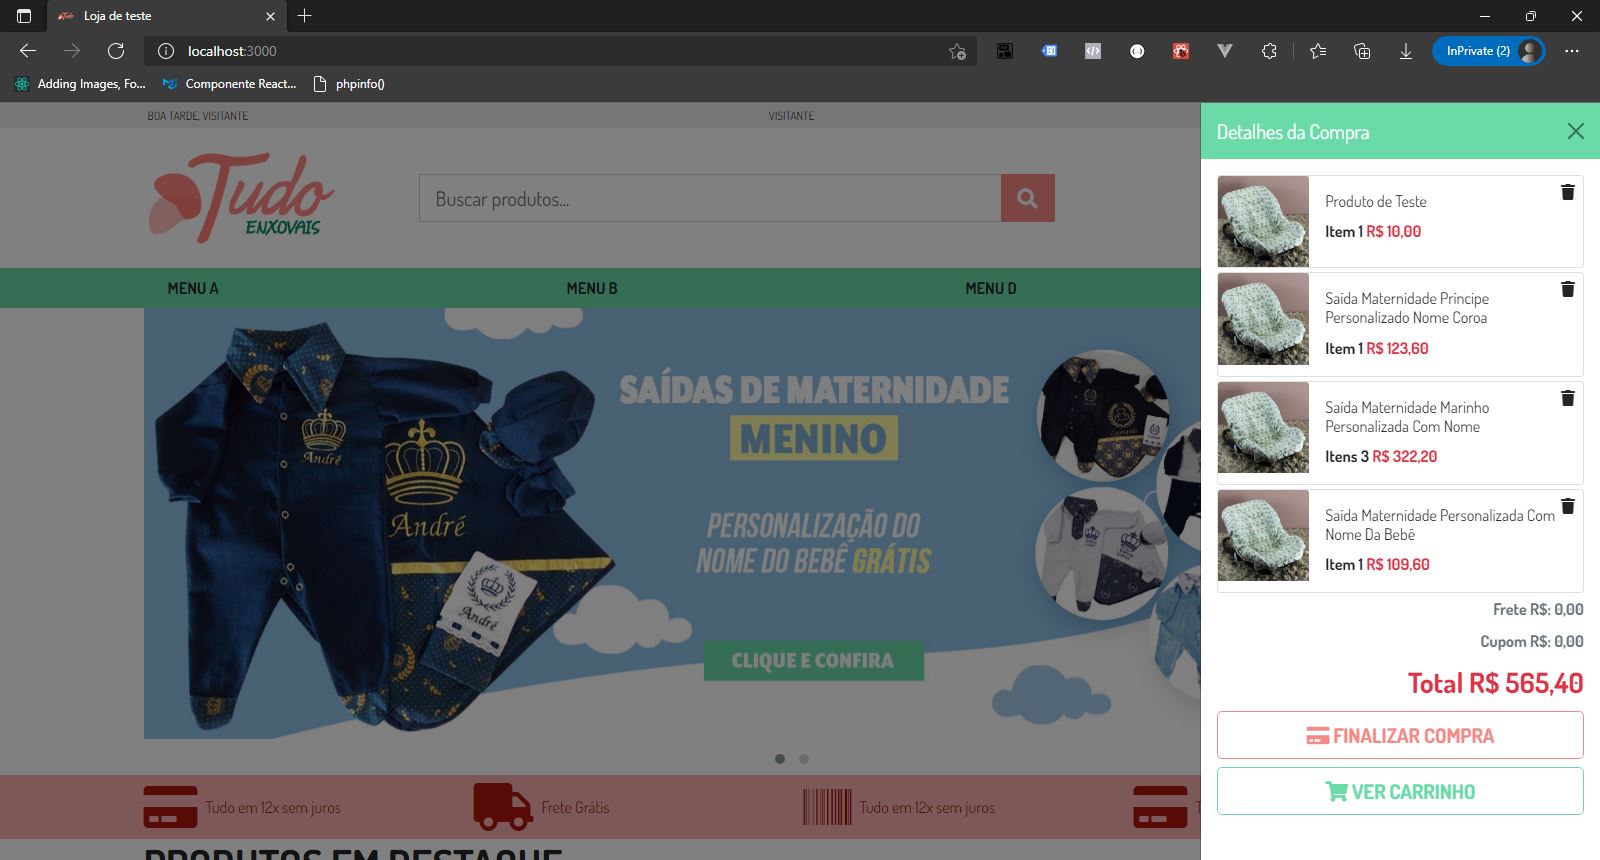 Loja de teste
localhost:3000
InPrivate (2)
Adding Images, Fo...
Componente React...
phpinfo()
BOA TARDE, VISITANTE
VISITANTE
Tudo
ENXOVAIS
Buscar produtos...
MENU A
MENU B
MENU D
André
André
André
SAÍDAS DE MATERNIDADE
MENINO
PERSONALIZAÇÃO DO
NOME DO BEBÊ GRÁTIS
CLIQUE E CONFIRA
Tudo em 12x sem juros
Frete Grátis
Tudo em 12x sem juros
PRODUTOS EM DESTAQUE
Detalhes da Compra
Produto de Teste
Item 1 R$ 10,00
Saída Maternidade Principe
Personalizado Nome Coroa
Item 1 R$ 123,60
Saída Maternidade Marinho
Personalizada Com Nome
Itens 3 R$ 322,20
Saída Maternidade Personalizada Com
Nome Da Bebê
Item 1 R$ 109,60
Frete R$: 0,00
Cupom R$: 0,00
Total R$ 565,40
FINALIZAR COMPRA
VER CARRINHO